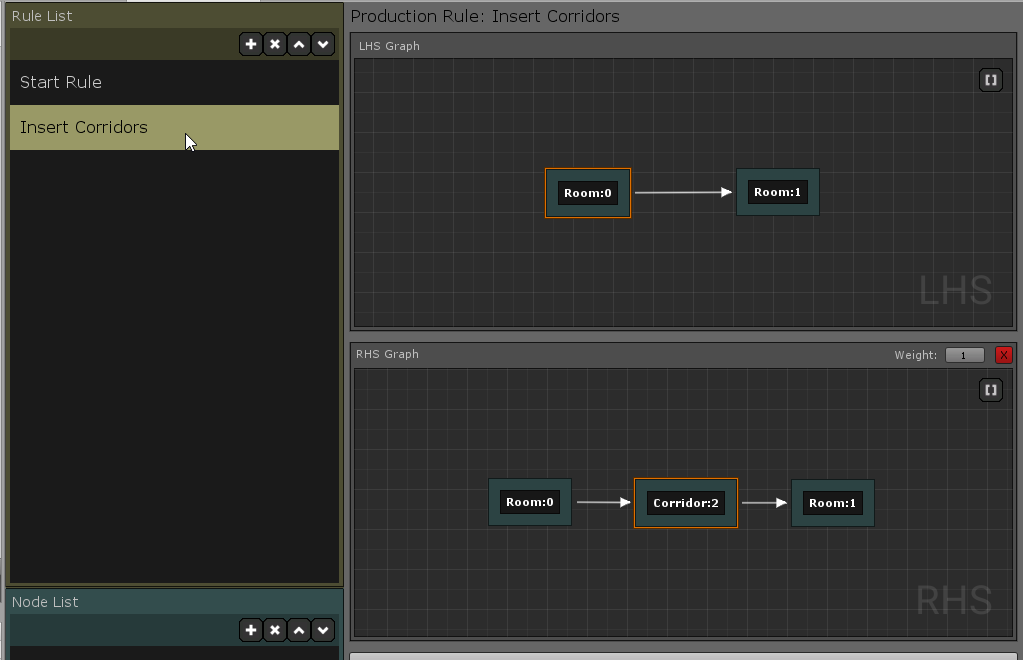 Rule List
Start Rule
Insert Corridors
Node List
Production Rule: Insert Corridors
LHS Graph
Room:0
Room:1
LHS
RHS Graph
Weight: 1 X
Room:0
Corridor:2
Room:1
RHS